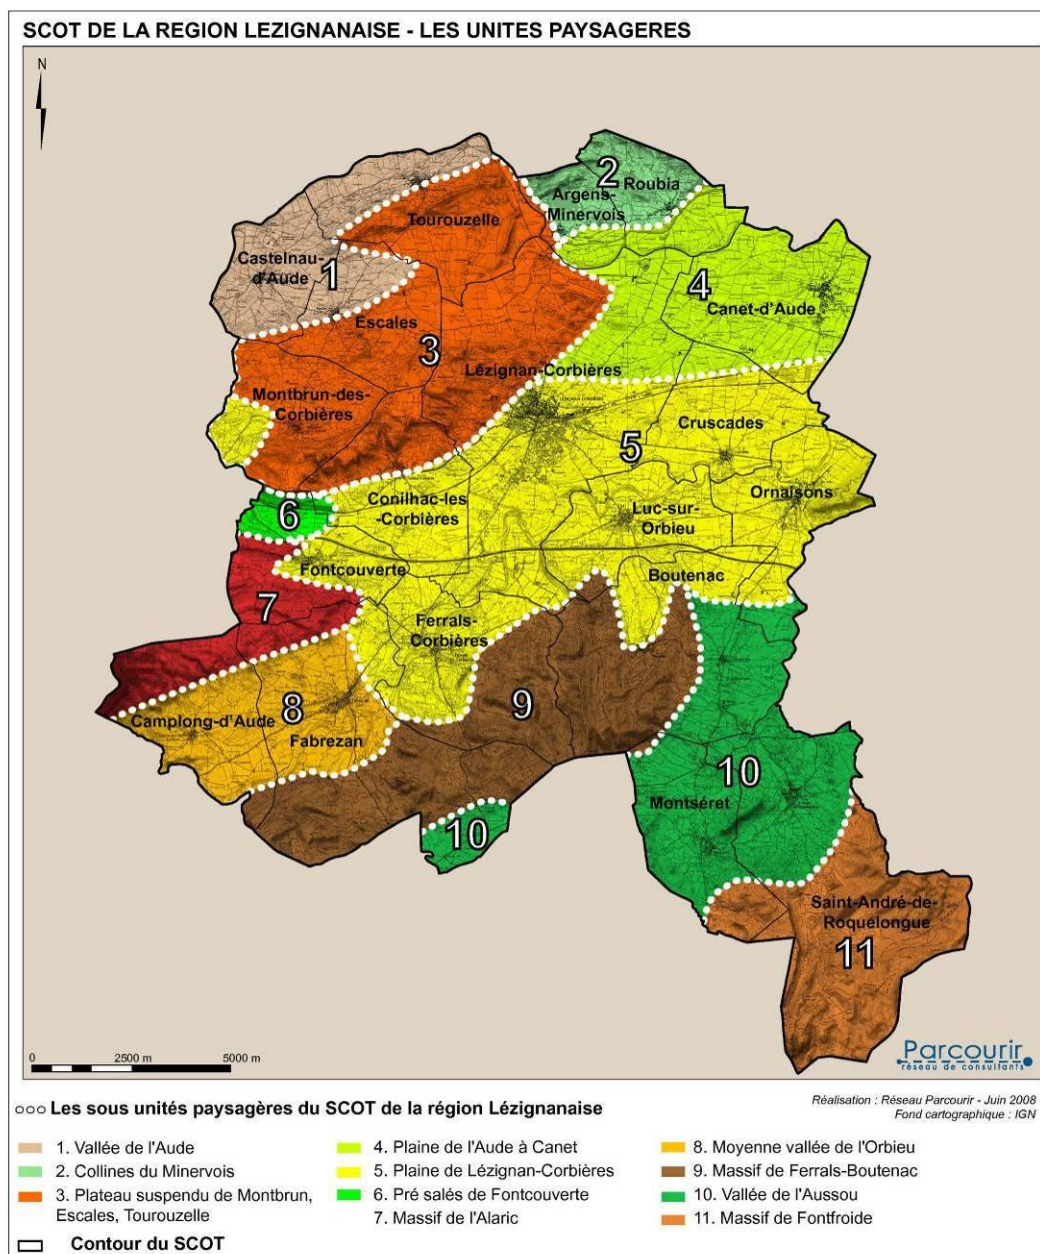 SCOT DE LA REGION LEZIGNANAISE - LES UNITES PAYSAGERES
N
2
Roubia
Argens-
Minervois
Tourouzelle
Castelnau-
d'Aude
1
4
Canet-d'Aude
Escales
3
Lézignan-Corbières
Montbrun-des-
Corbières
Cruscades
5
Conilhac-les
-Corbières
Ornaisons
6
Luc-sur-
Orbieu
Fontcouverte
Boutenac
7
Ferrals-
Corbières
8
9
Camplong-d'Aude
Fabrezan
10
Montséret
10
Saint-André-de-
Roquelongue
11
0 2500 m 5000 m
Parcourir
réseau de consultants
Les sous unités paysagères du SCOT de la région Lézignanaise
Réalisation : Réseau Parcourir - Juin 2008
Fond cartographique : IGN
1. Vallée de l'Aude
2. Collines du Minervois
3. Plateau suspendu de Montbrun,
Escales, Tourouzelle
4. Plaine de l'Aude à Canet
5. Plaine de Lézignan-Corbières
6. Pré salés de Fontcouverte
7. Massif de l'Alaric
8. Moyenne vallée de l'Orbieu
9. Massif de Ferrals-Boutenac
10. Vallée de l'Aussou
11. Massif de Fontfroide
Contour du SCOT